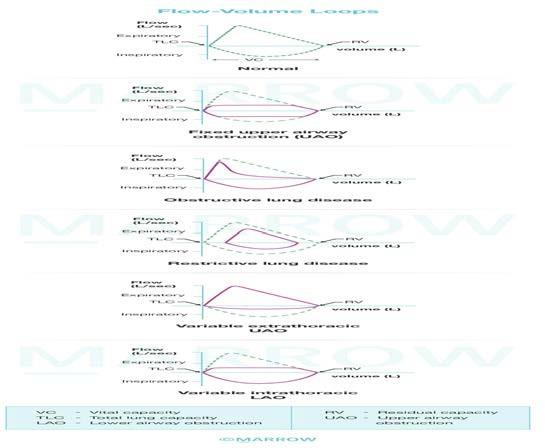 Flow-Volume Loops
Flow
(L/sec)
Expiratory
TLC
RV
volume (L)
Inspiratory
VC
Normal
MARROW
Flow
(L/sec)
Expiratory
TLC
RV
volume (L)
Inspiratory
Fixed upper airway
obstruction (UAO)
Flow
(L/sec)
Expiratory
TLC
RV
volume (L)
Inspiratory
Obstructive lung disease
MARROW
Flow
(L/sec)
Expiratory
TLC
RV
volume (L)
Inspiratory
Restrictive lung disease
Flow
(L/sec)
Expiratory
TLC
RV
volume (L)
Inspiratory
Variable extrathoracic
UAO
MARROW
Flow
(L/sec)
Expiratory
TLC
RV
volume (L)
Inspiratory
Variable intrathoracic
LAO
VC - Vital capacity
TLC - Total lung capacity
LAO - Lower airway obstruction
RV - Residual capacity
UAO - Upper airway
obstruction
©MARROW